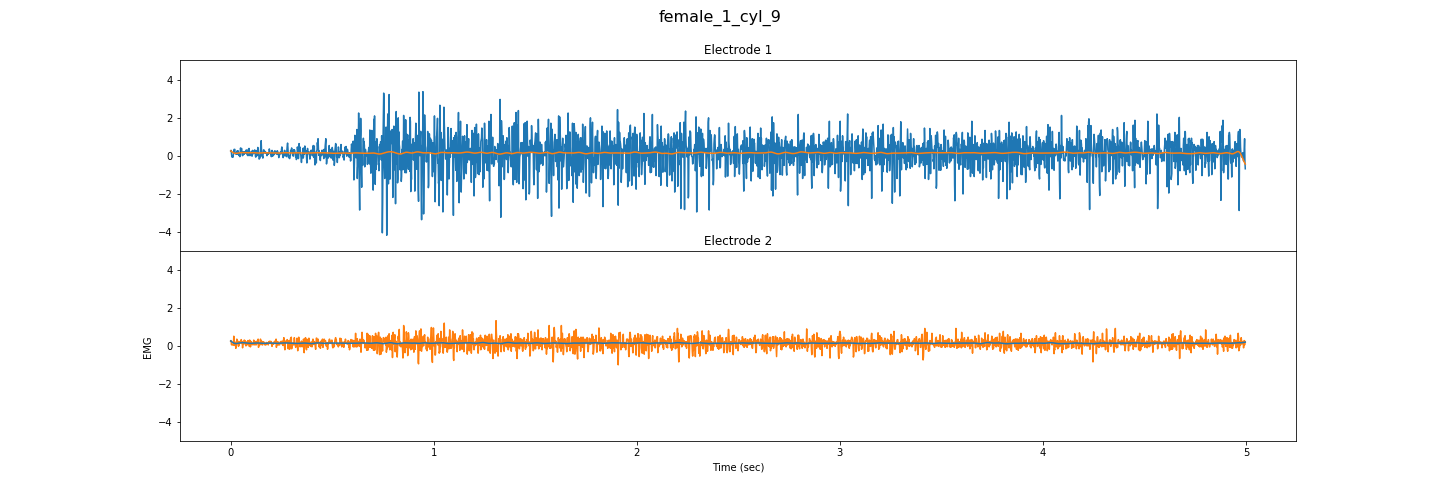 female_1_cyl_9
Electrode 1
4
2
0
−2
−4
Electrode 2
4
2
0
−2
−4
EMG
0 1 2 3 4 5
Time (sec)